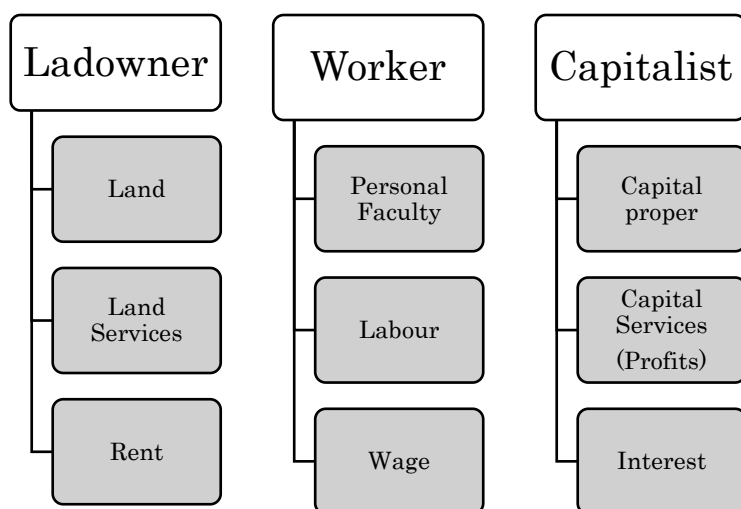 Ladowner
Land
Land
Services
Rent
Worker
Personal
Faculty
Labour
Wage
Capitalist
Capital
proper
Capital
Services
(Profits)
Interest